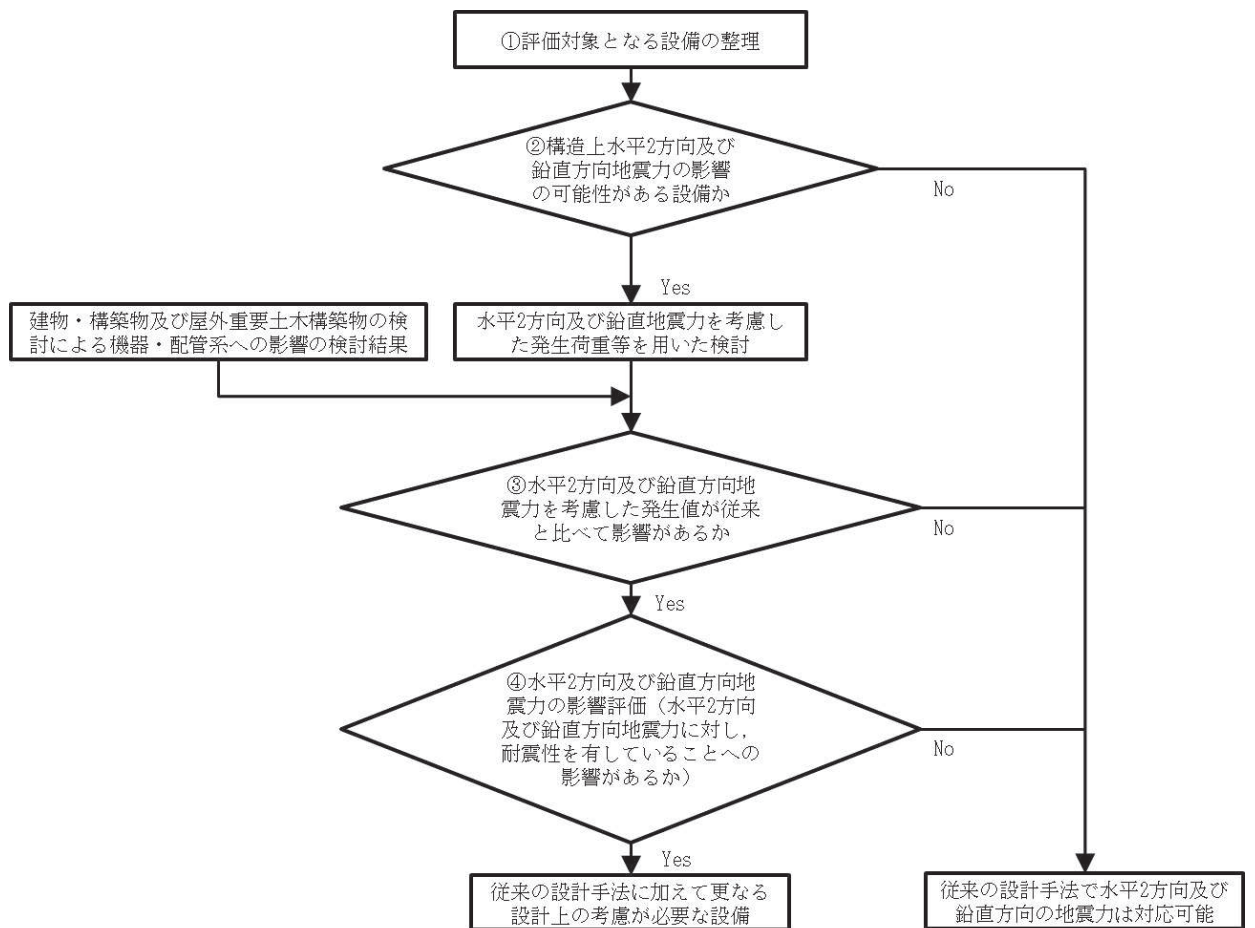 ①評価対象となる設備の整理
②構造上水平2方向及び
鉛直方向地震力の影響
の可能性がある設備か
No
Yes
建物・構築物及び屋外重要土木構築物の検
討による機器・配管系への影響の検討結果
水平2方向及び鉛直地震力を考慮し
た発生荷重等を用いた検討
③水平2方向及び鉛直方向地
震力を考慮した発生値が従来
と比べて影響があるか
No
Yes
④水平2方向及び鉛直方向地
震力の影響評価（水平2方向
及び鉛直方向地震力に対し，
耐震性を有していることへの
影響があるか）
No
Yes
従来の設計手法に加えて更なる
設計上の考慮が必要な設備
従来の設計手法で水平2方向及び
鉛直方向の地震力は対応可能